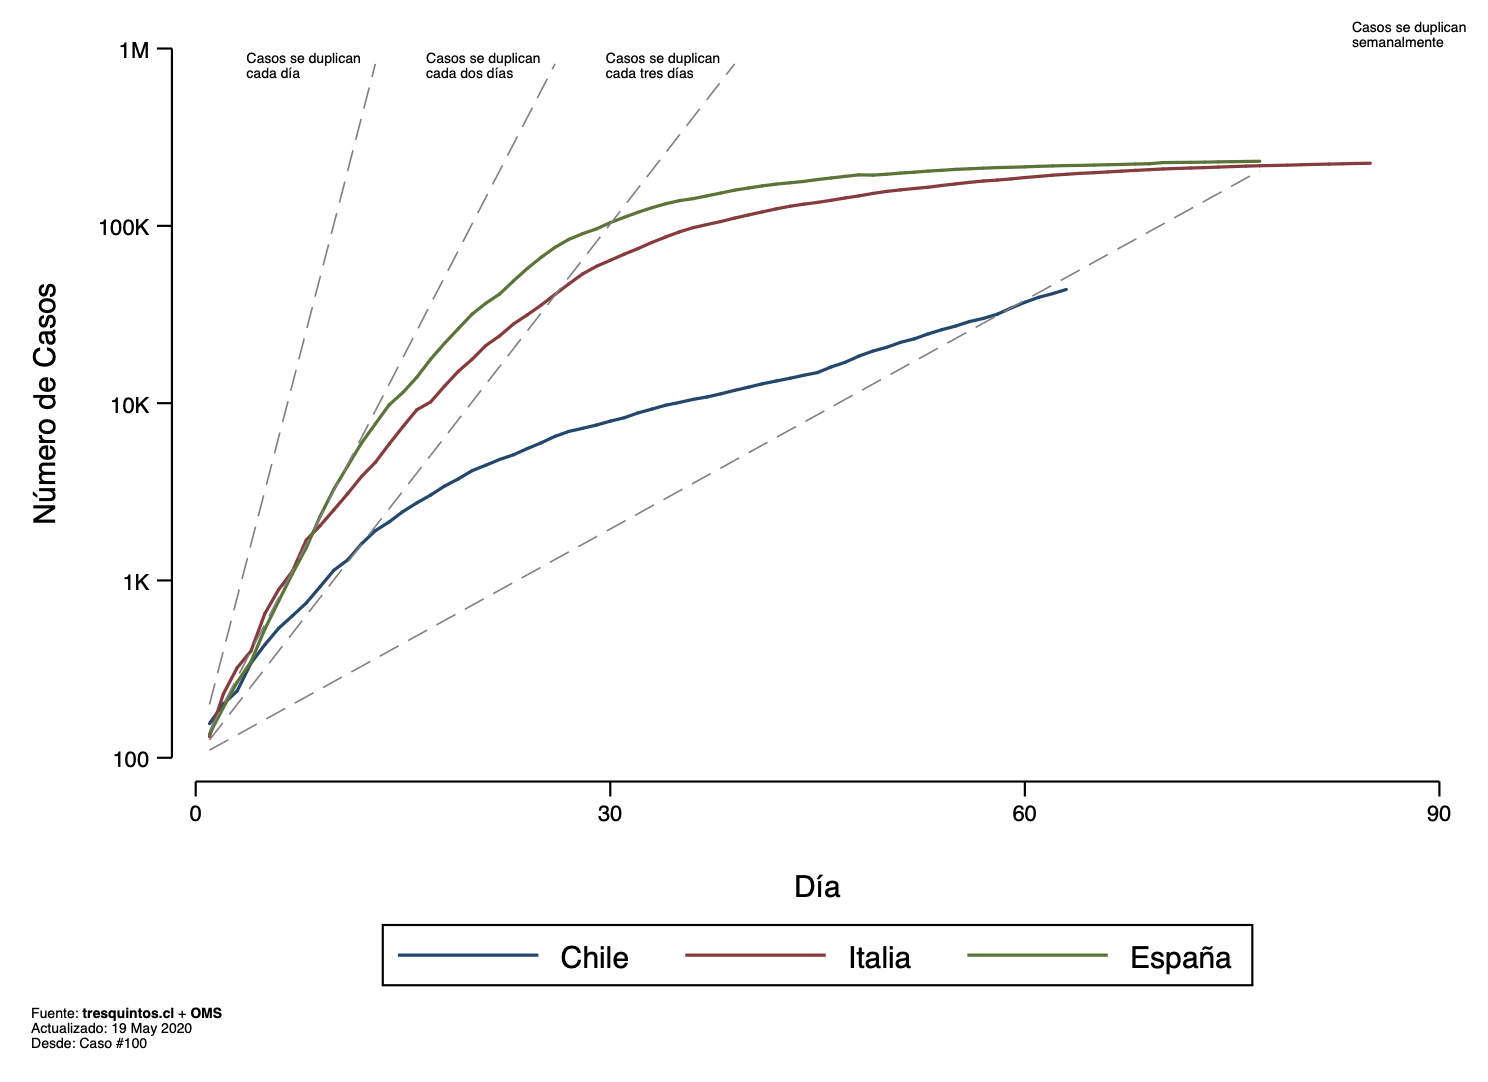 Casos se duplican
semanalmente
Casos se duplican
cada día
Casos se duplican
cada dos días
Casos se duplican
cada tres días
1M
100K
10K
1K
100
Número de Casos
0
30
60
90
Día
Chile
Italia
España
Fuente: tresquintos.cl + OMS
Actualizado: 19 May 2020
Desde: Caso #100